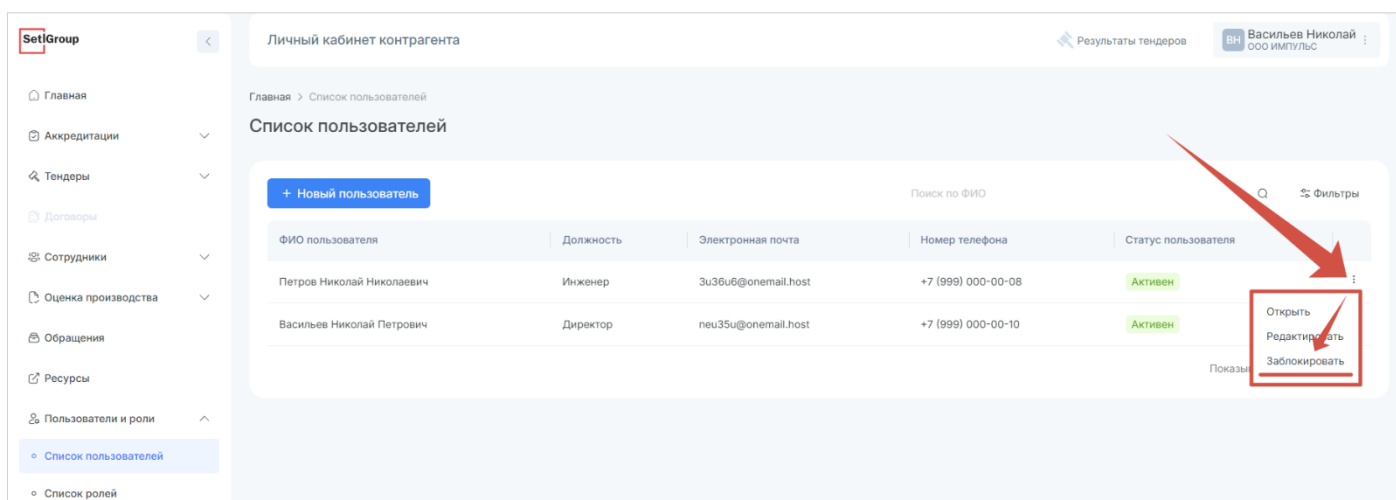 SetlGroup
Личный кабинет контрагента
Результаты тендеров
ВН
Васильев Николай
ООО ИМПУЛЬС
Главная
Аккредитации
Тендеры
Договоры
Сотрудники
Оценка производства
Обращения
Ресурсы
Пользователи и роли
Список пользователей
Список ролей
Главная > Список пользователей
Список пользователей
+ Новый пользователь
Поиск по ФИО
Фильтры
ФИО пользователя Должность Электронная почта Номер телефона Статус пользователя
Петров Николай Николаевич Инженер 3u36u6@onemail.host +7 (999) 000-00-08 Активен
Васильев Николай Петрович Директор neu35u@onemail.host +7 (999) 000-00-10 Активен
Открыть
Редактировать
Заблокировать